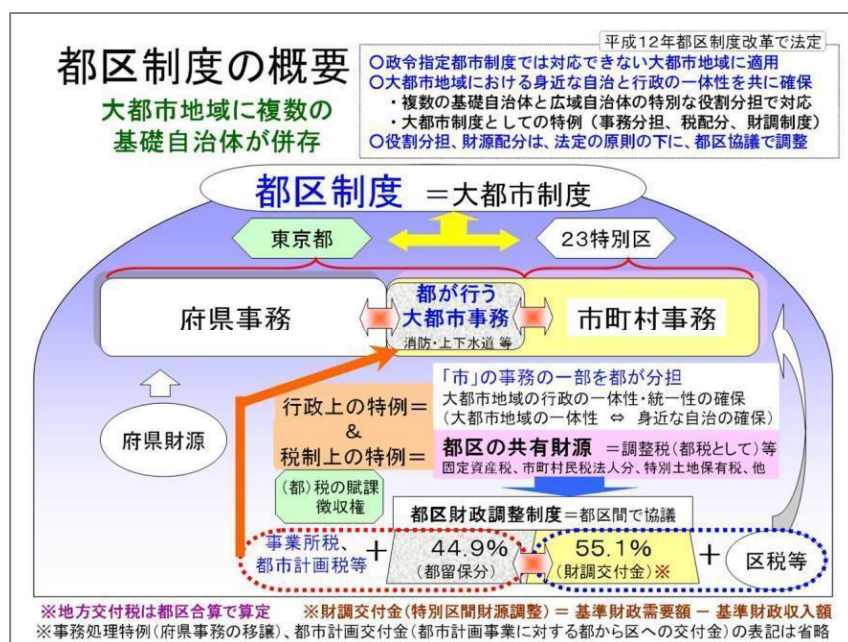 平成12年都区制度改革で法定
都区制度の概要
大都市地域に複数の
基礎自治体が併存
○政令指定都市制度では対応できない大都市地域に適用
○大都市地域における身近な自治と行政の一体性を共に確保
・複数の基礎自治体と広域自治体の特別な役割分担で対応
・大都市制度としての特例（事務分担、税配分、財調制度）
○役割分担、財源配分は、法定の原則の下に、都区協議で調整
都区制度 ＝大都市制度
東京都
23特別区
府県事務
都が行う
大都市事務
消防・上下水道 等
市町村事務
府県財源
行政上の特例＝
&
税制上の特例＝
「市」の事務の一部を都が分担
大都市地域の行政の一体性・統一性の確保
（大都市地域の一体性 ⇔ 身近な自治の確保）
都区の共有財源 ＝調整税（都税として）等
固定資産税、市町村民税法人分、特別土地保有税、他
（都）税の賦課
徴収権
都区財政調整制度＝都区間で協議
事業所税、
都市計画税等
＋
44.9%
（都留保分）
55.1%
（財調交付金）※
＋
区税等
※地方交付税は都区合算で算定
※財調交付金（特別区間財源調整）＝ 基準財政需要額 － 基準財政収入額
※事務処理特例（府県事務の移譲）、都市計画交付金（都市計画事業に対する都から区への交付金）の表記は省略